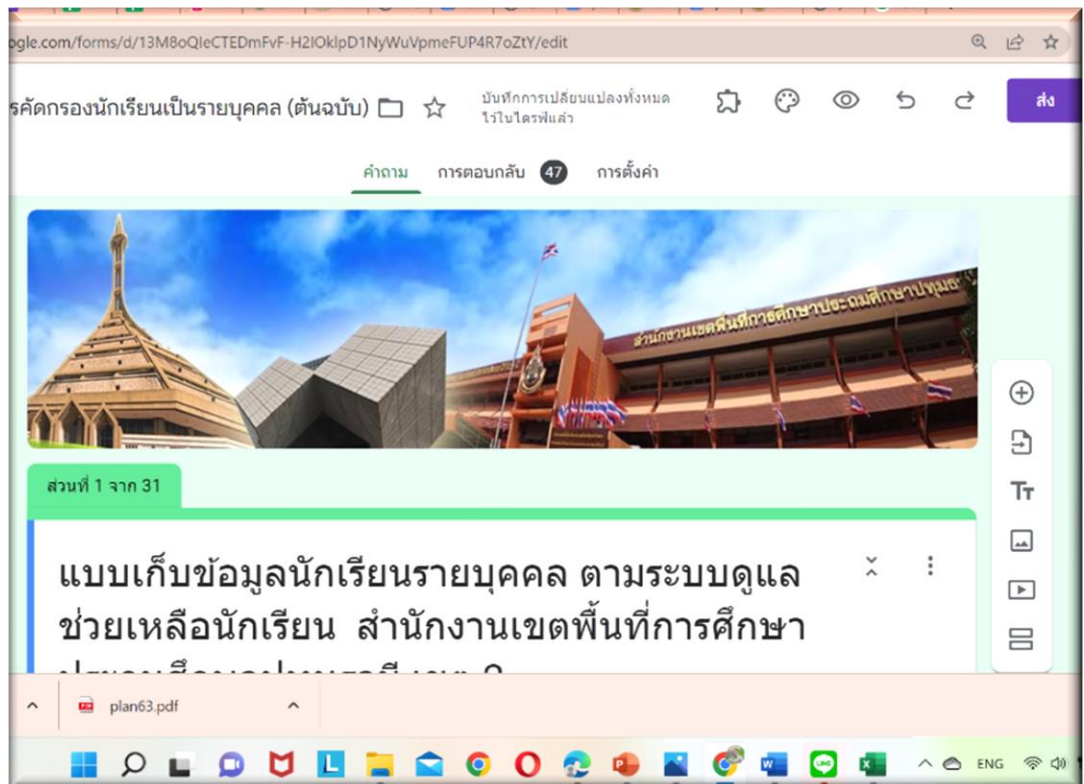 ogle.com/forms/d/13M8oQIeCTEDmFvF-H2IOklpD1NyWuVpmeFUP4R7oZtY/edit
รคัดกรองนักเรียนเป็นรายบุคคล (ต้นฉบับ)
บันทึกการเปลี่ยนแปลงทั้งหมด
ไว้ในไดรฟ์แล้ว
ส่ง
คำถาม การตอบกลับ 47 การตั้งค่า
สำนักงานเขตพื้นที่การศึกษาประถมศึกษาปทุมธ
ส่วนที่ 1 จาก 31
แบบเก็บข้อมูลนักเรียนรายบุคคล ตามระบบดูแล
ช่วยเหลือนักเรียน สำนักงานเขตพื้นที่การศึกษา
plan63.pdf
ENG